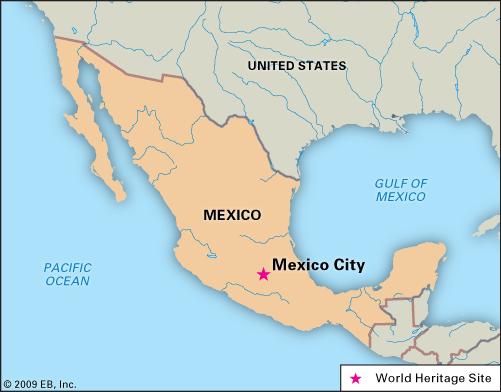 UNITED STATES
GULF OF
MEXICO
MEXICO
Mexico City
PACIFIC
OCEAN
© 2009 EB, Inc.
World Heritage Site